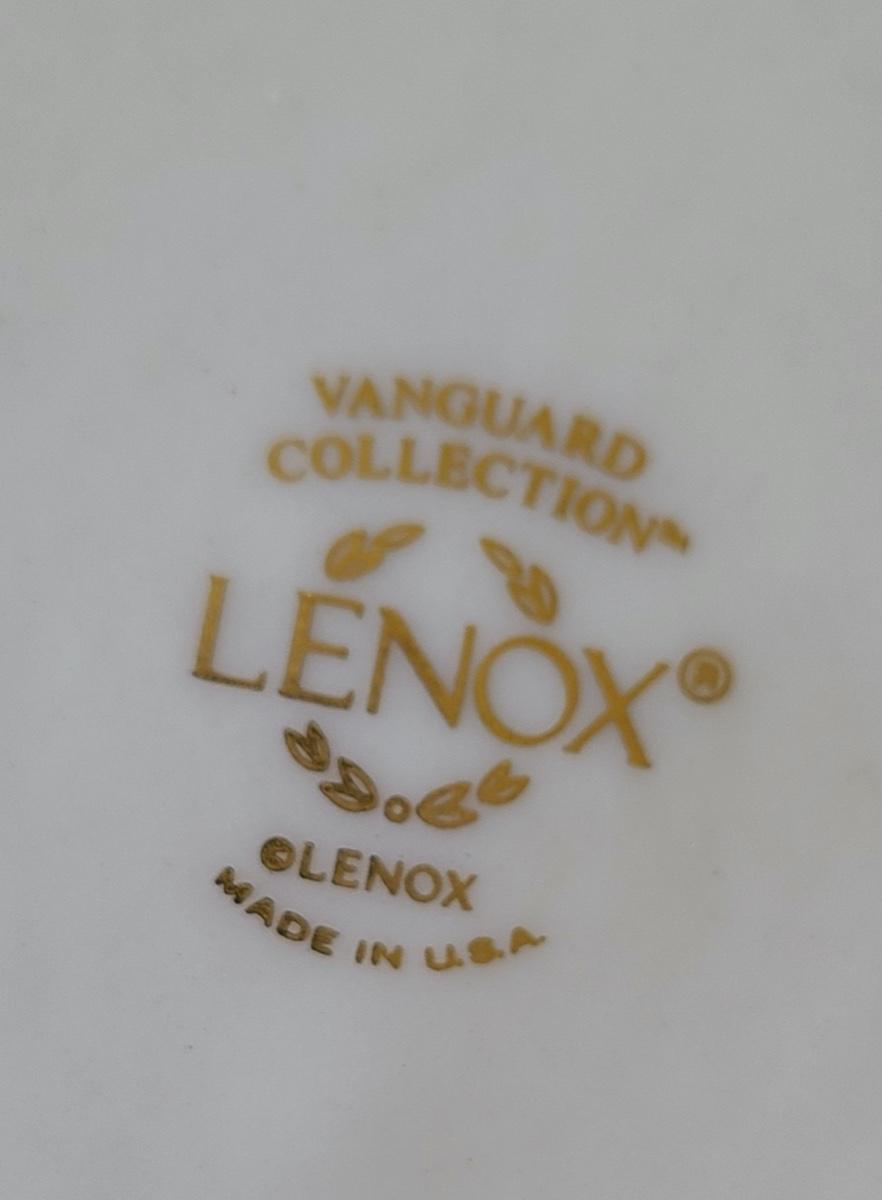 VANGUARD
COLLECTION™
LENOX®
©LENOX
MADE IN U.S.A.